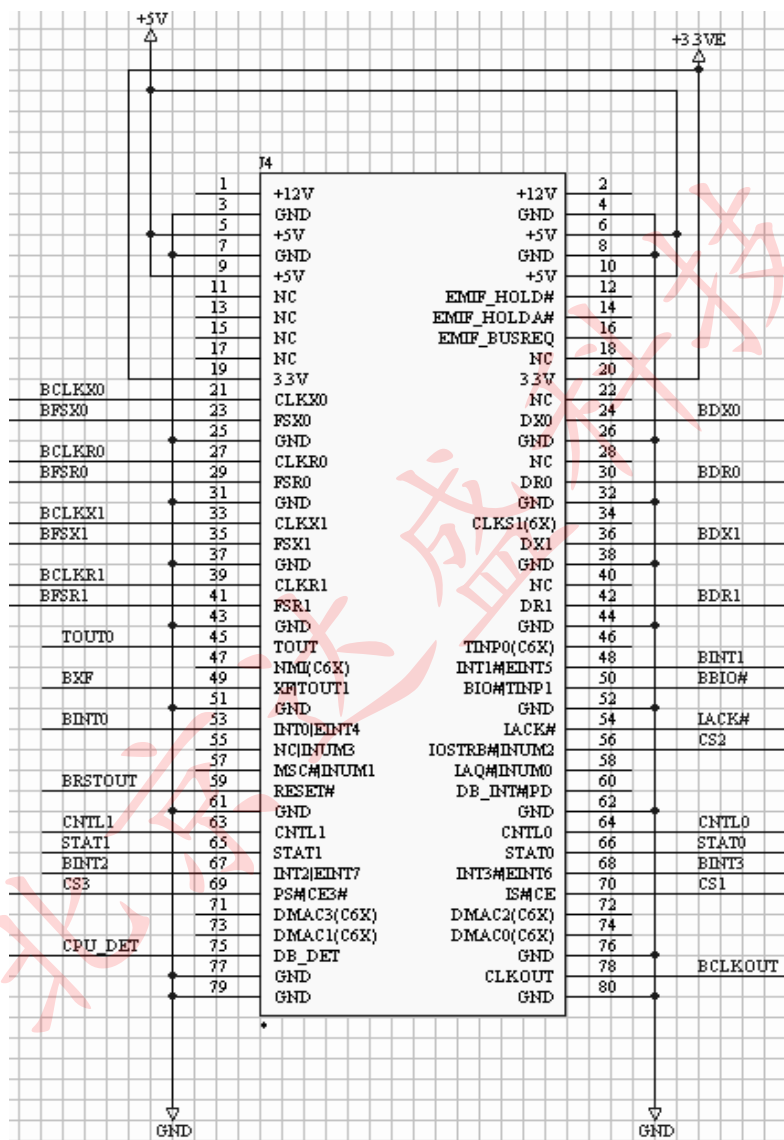 +5V
+3.3VE
J4
1 +12V +12V 2
3 GND GND 4
5 +5V +5V 6
7 GND GND 8
9 +5V +5V 10
11 NC EMIF_HOLD# 12
13 NC EMIF_HOLDA# 14
15 NC EMIF_BUSREQ 16
17 NC NC 18
19 3.3V 3.3V 20
BCLKX0 21 CLKX0 NC 22
BFSX0 23 FSX0 DX0 24 BDX0
25 GND GND 26
BCLKR0 27 CLKR0 NC 28
BFSR0 29 FSR0 DR0 30 BDR0
31 GND GND 32
BCLKX1 33 CLKX1 CLKS1(6X) 34
BFSX1 35 FSX1 DX1 36 BDX1
37 GND GND 38
BCLKR1 39 CLKR1 NC 40
BFSR1 41 FSR1 DR1 42 BDR1
43 GND GND 44
TOUT0 45 TOUT TINP0(C6X) 46
47 NMI(C6X) INT1#|EINT5 48 BINT1
BXF 49 XF|TOUT1 BIO#|TINP1 50 BBIO#
51 GND GND 52
BINT0 53 INT0|EINT4 IACK# 54 IACK#
55 NC|INUM3 IOSTRB#|INUM2 56 CS2
57 MSC#|INUM1 IAQ#|INUM0 58
BRSTOUT 59 RESET# DB_INT#|PD 60
61 GND GND 62
CNTL1 63 CNTL1 CNTL0 64 CNTL0
STAT1 65 STAT1 STAT0 66 STAT0
BINT2 67 INT2|EINT7 INT3#|EINT6 68 BINT3
CS3 69 PS#|CE3# IS#|CE 70 CS1
71 DMAC3(C6X) DMAC2(C6X) 72
73 DMAC1(C6X) DMAC0(C6X) 74
CPU_DET 75 DB_DET GND 76
77 GND CLKOUT 78 BCLKOUT
79 GND GND 80
GND GND
北京达盛科技